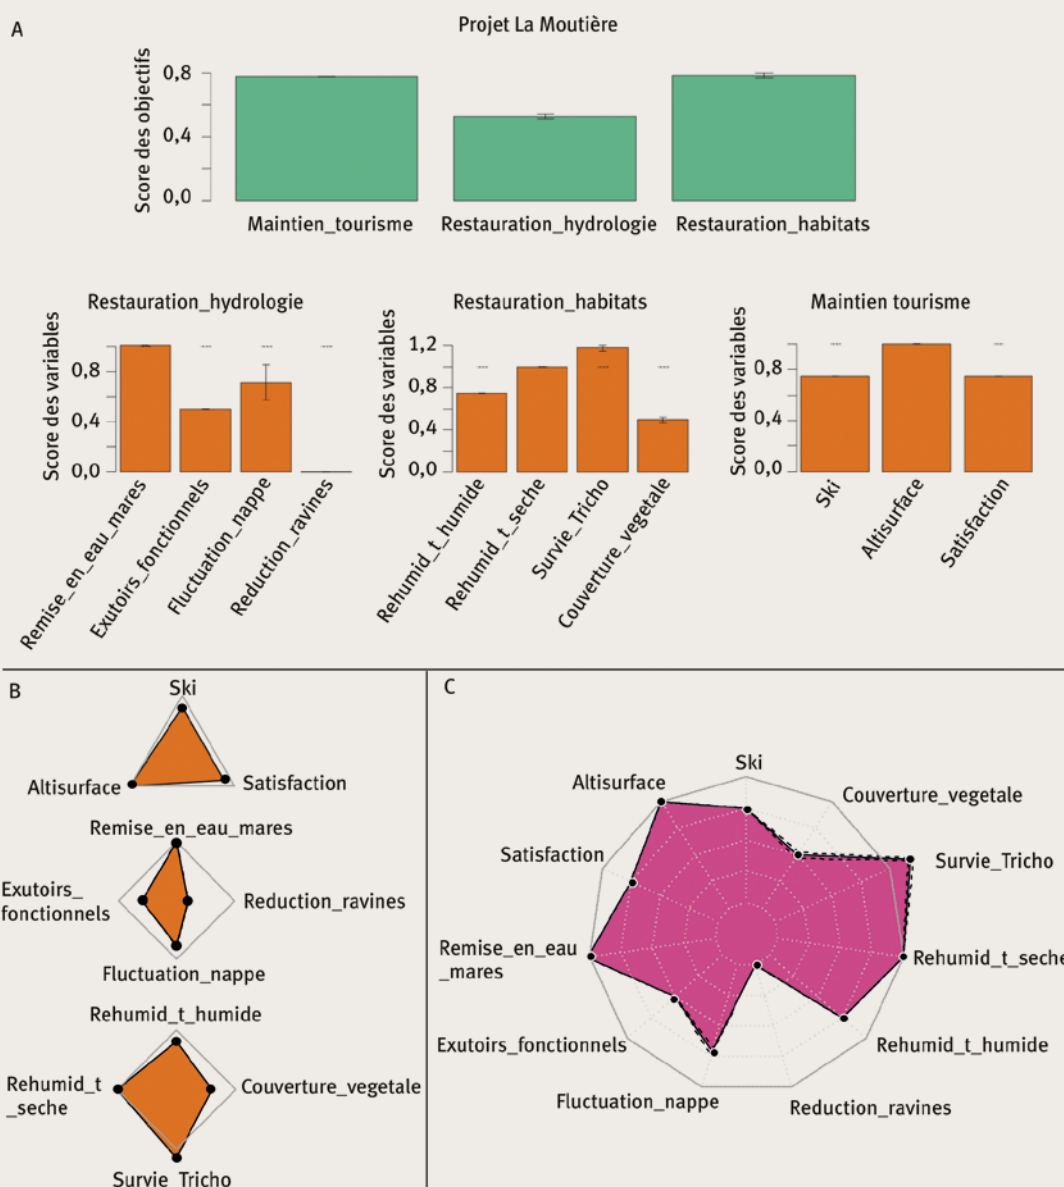 A
Projet La Moutière
Score des objectifs
0,8
0,4
0,0
Maintien_tourisme
Restauration_hydrologie
Restauration_habitats
Restauration_hydrologie
Score des variables
0,8
0,4
0,0
Remise_en_eau_mares
Exutoirs_fonctionnels
Fluctuation_nappe
Reduction_ravines
Restauration_habitats
Score des variables
1,2
0,8
0,4
0,0
Rehumid_t_humide
Rehumid_t_seche
Survie_Tricho
Couverture_vegetale
Maintien tourisme
Score des variables
0,8
0,4
0,0
Ski
Altisurface
Satisfaction
B
Ski
Altisurface
Satisfaction
Remise_en_eau_mares
Exutoirs_
fonctionnels
Reduction_ravines
Fluctuation_nappe
Rehumid_t_humide
Rehumid_t
_seche
Couverture_vegetale
Survie_Tricho
C
Ski
Altisurface
Couverture_vegetale
Satisfaction
Survie_Tricho
Remise_en_eau
_mares
Rehumid_t_seche
Exutoirs_fonctionnels
Rehumid_t_humide
Fluctuation_nappe
Reduction_ravines